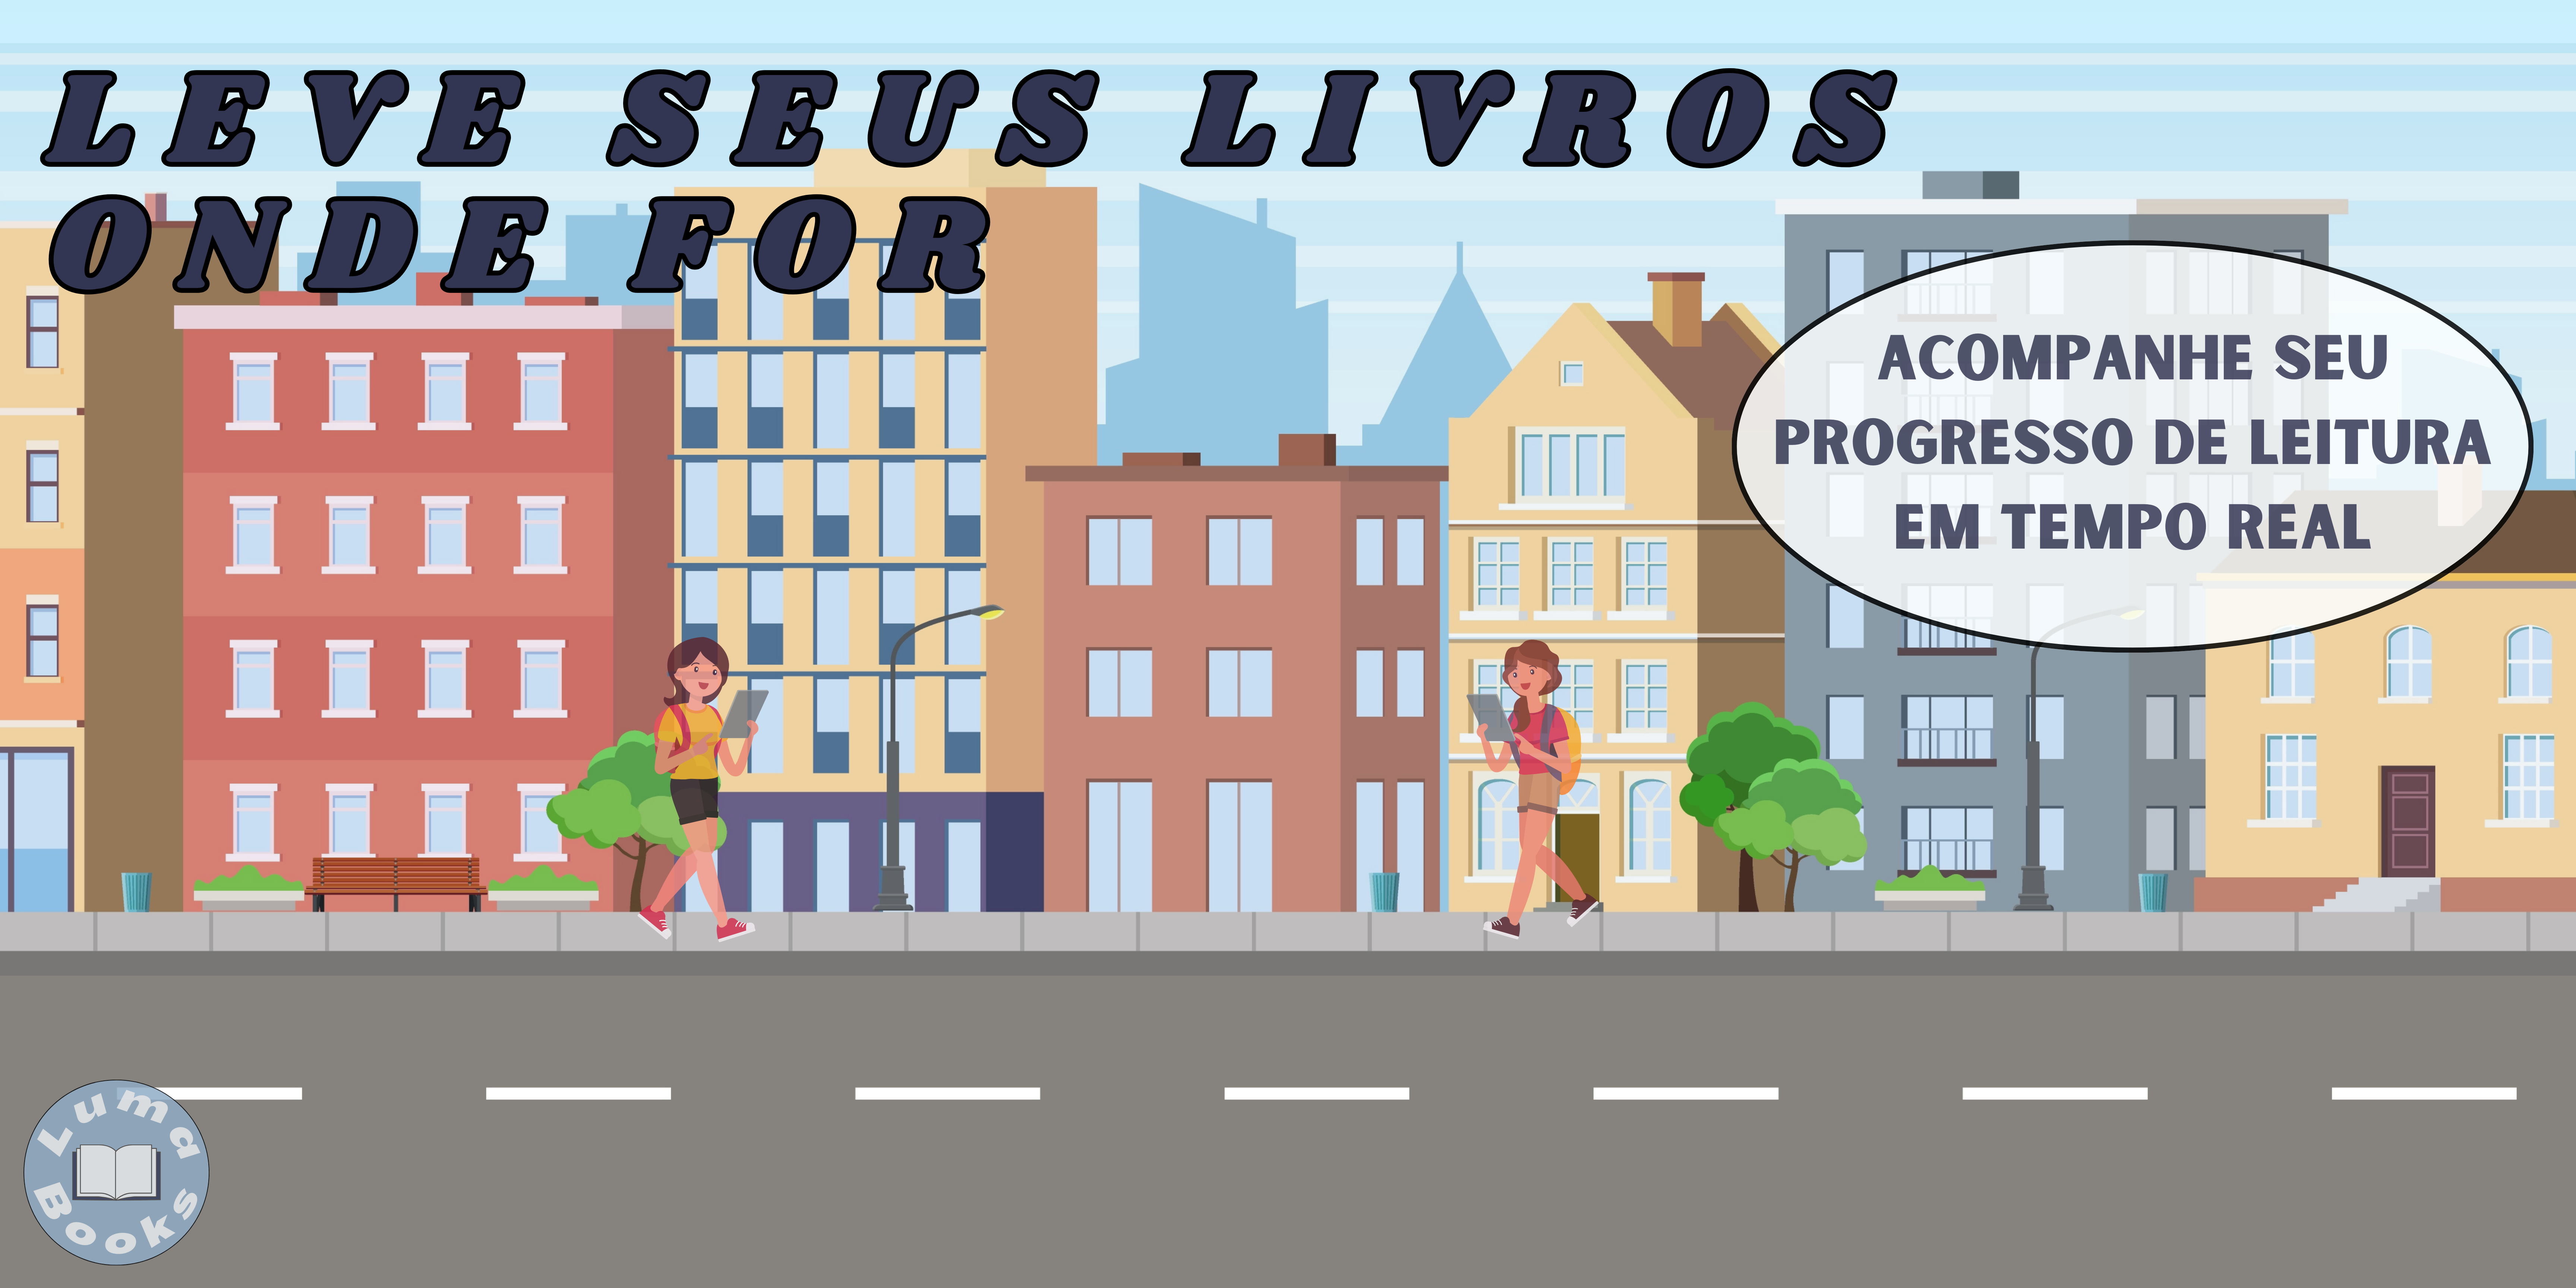 LEVE SEUS LIVROS
ONDE FOR
ACOMPANHE SEU
PROGRESSO DE LEITURA
EM TEMPO REAL
Luma
Books